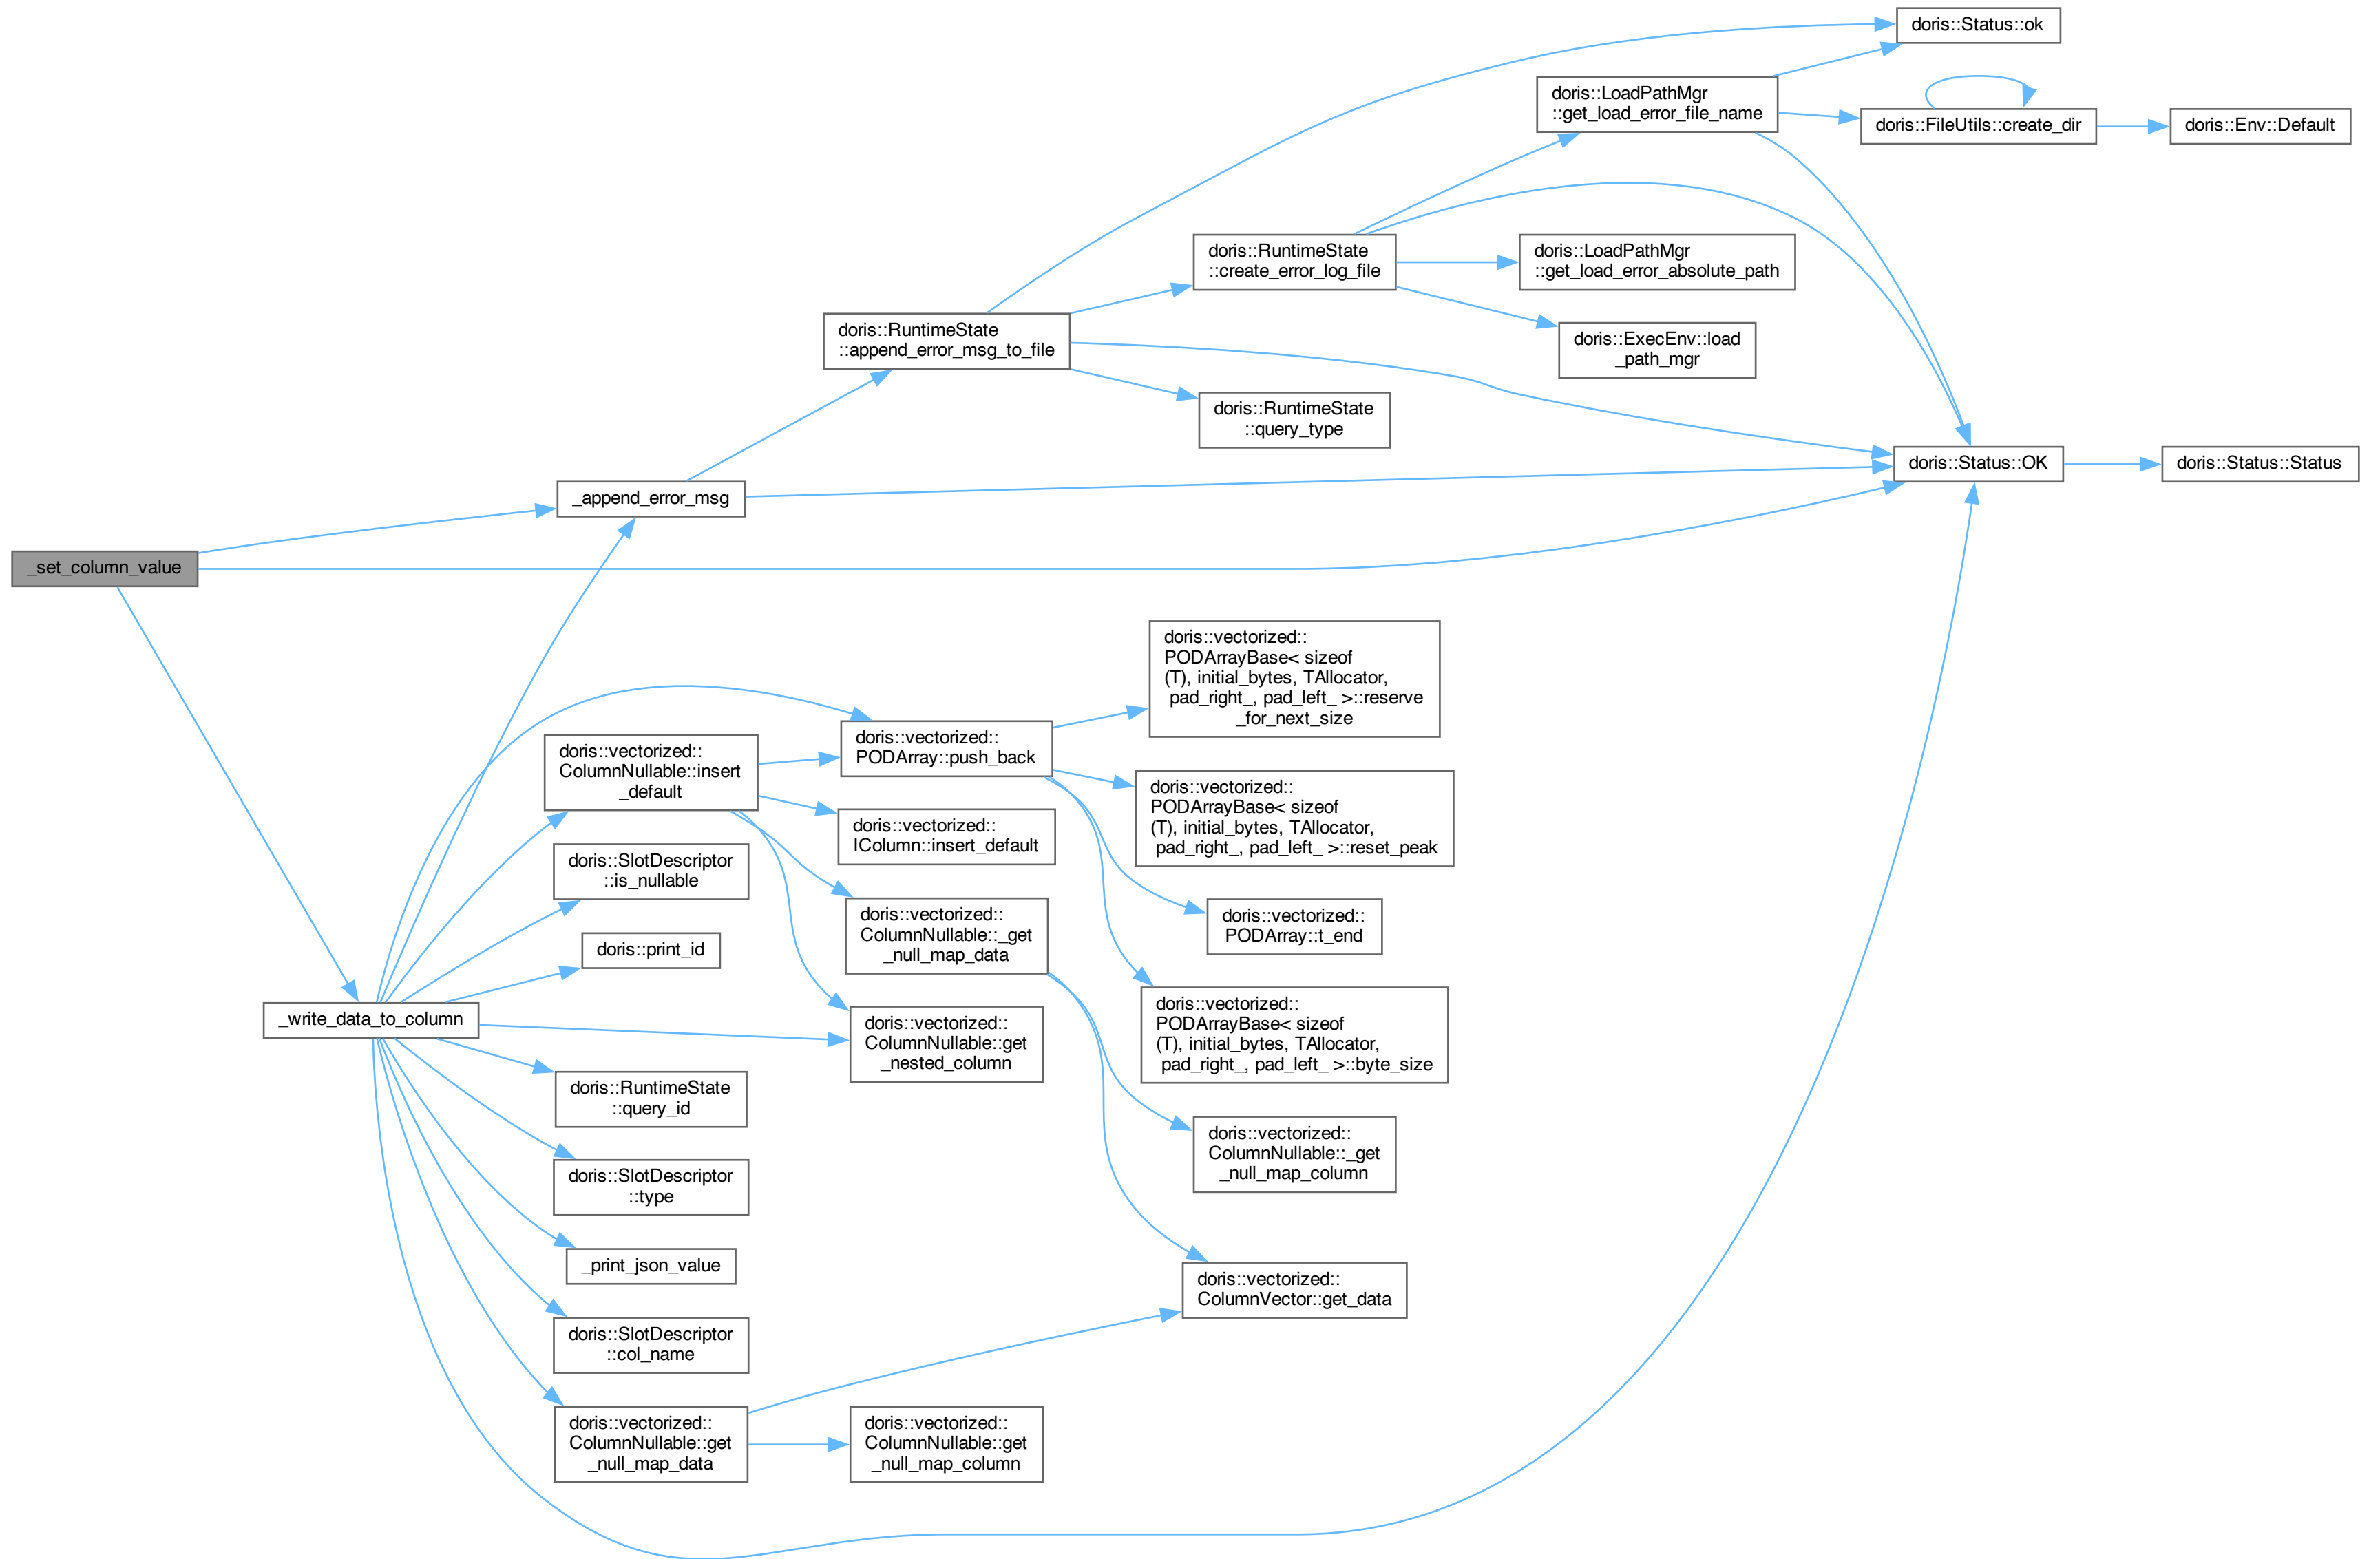 doris::Status::ok
doris::LoadPathMgr
::get_load_error_file_name
doris::FileUtils::create_dir
doris::Env::Default
doris::RuntimeState
::create_error_log_file
doris::LoadPathMgr
::get_load_error_absolute_path
doris::RuntimeState
::append_error_msg_to_file
doris::ExecEnv::load
_path_mgr
doris::RuntimeState
::query_type
doris::Status::OK
doris::Status::Status
_append_error_msg
_set_column_value
doris::vectorized::
PODArrayBase< sizeof
(T), initial_bytes, TAllocator,
pad_right_, pad_left_ >::reserve
_for_next_size
doris::vectorized::
PODArray::push_back
doris::vectorized::
ColumnNullable::insert
_default
doris::vectorized::
PODArrayBase< sizeof
(T), initial_bytes, TAllocator,
pad_right_, pad_left_ >::reset_peak
doris::vectorized::
IColumn::insert_default
doris::SlotDescriptor
::is_nullable
doris::vectorized::
ColumnNullable::_get
_null_map_data
doris::vectorized::
PODArray::t_end
doris::print_id
_write_data_to_column
doris::vectorized::
ColumnNullable::get
_nested_column
doris::vectorized::
PODArrayBase< sizeof
(T), initial_bytes, TAllocator,
pad_right_, pad_left_ >::byte_size
doris::RuntimeState
::query_id
doris::vectorized::
ColumnNullable::_get
_null_map_column
doris::SlotDescriptor
::type
_print_json_value
doris::vectorized::
ColumnVector::get_data
doris::SlotDescriptor
::col_name
doris::vectorized::
ColumnNullable::get
_null_map_data
doris::vectorized::
ColumnNullable::get
_null_map_column